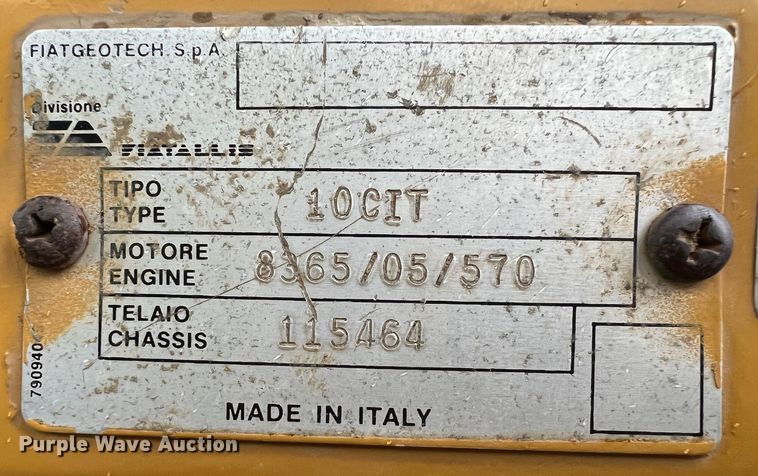 FIATGEOTECH. S.p.A.
Divisione
FIATALLIS
TIPO
TYPE
10CIT
MOTORE
ENGINE
8365/05/570
TELAIO
CHASSIS
115464
790940
MADE IN ITALY
Purple Wave Auction